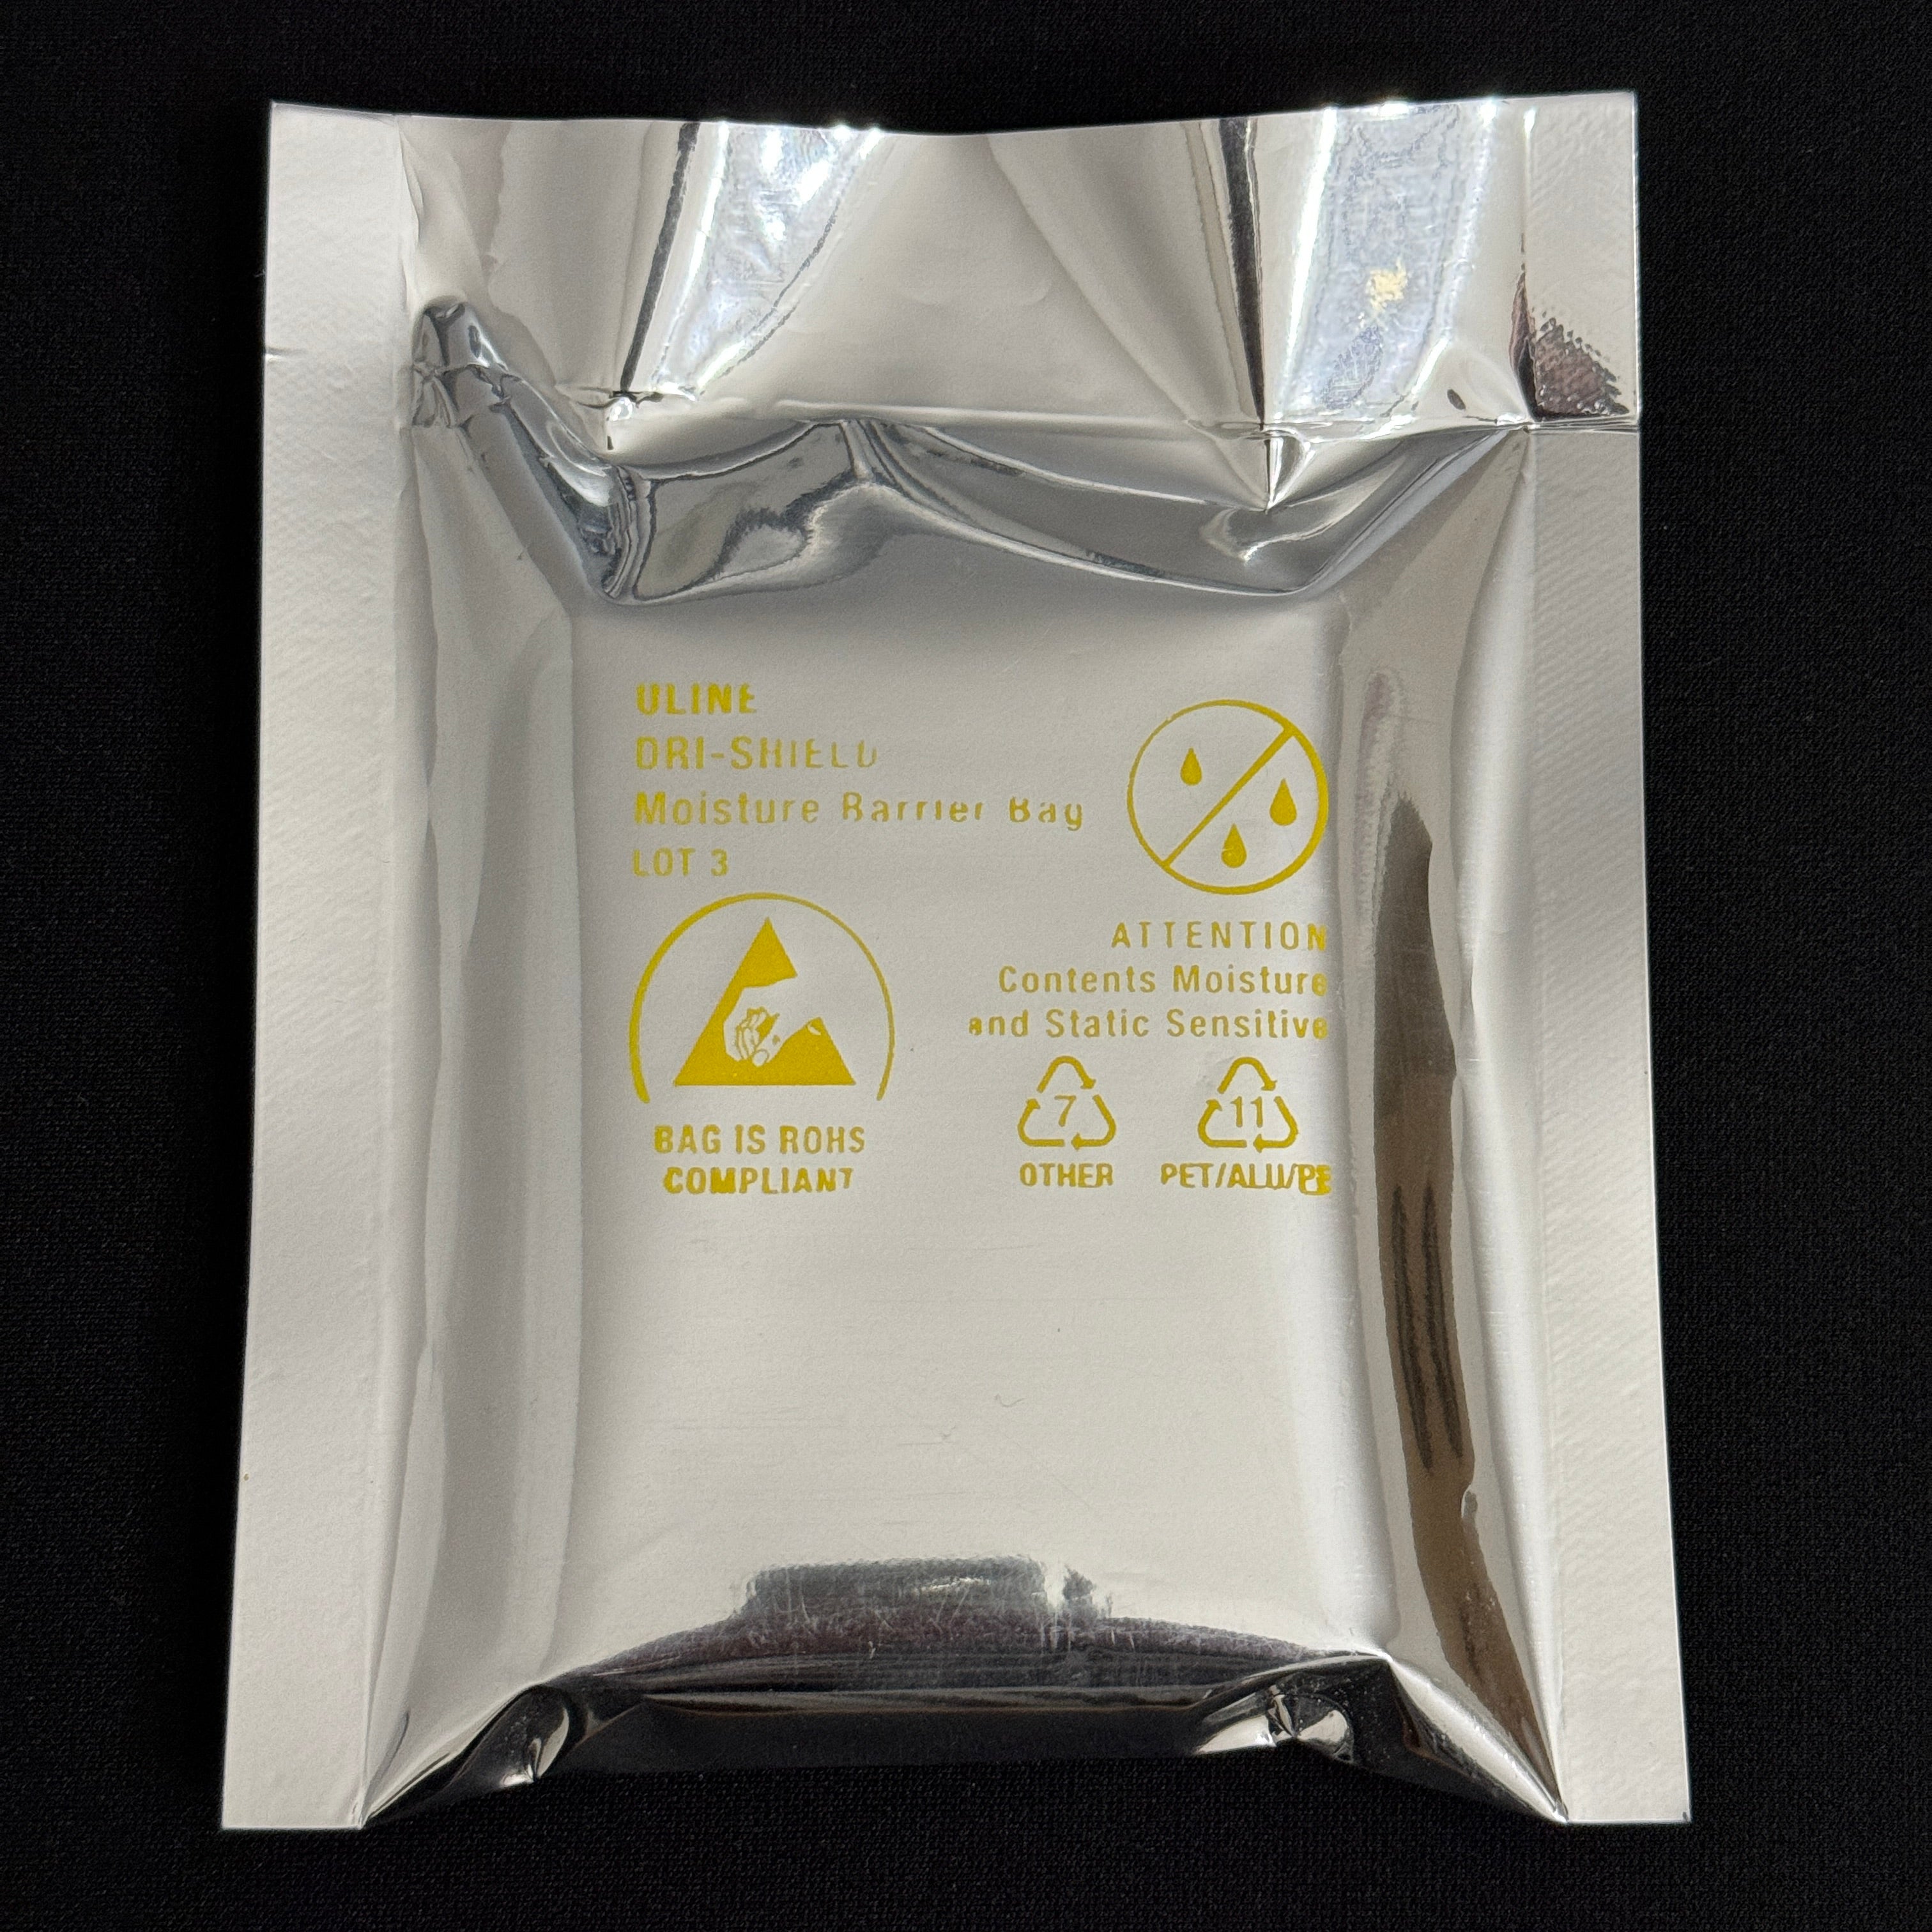 ULINE
DRI-SHIELD
Moisture Barrier Bag
LOT 3
ATTENTION
Contents Moisture
and Static Sensitive
BAG IS ROHS
COMPLIANT
7
OTHER
11
PET/ALU/PE